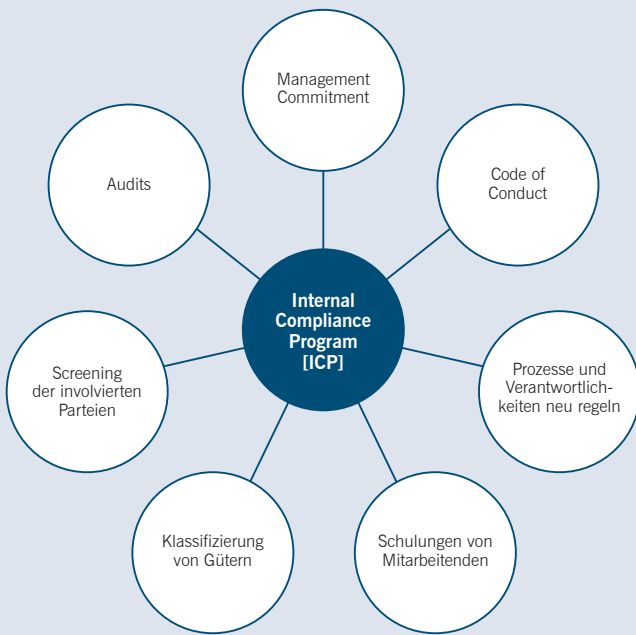 Management
Commitment
Code of
Conduct
Audits
Internal
Compliance
Program
[ICP]
Prozesse und
Verantwortlich-
keiten neu regeln
Screening
der involvierten
Parteien
Schulungen von
Mitarbeitenden
Klassifizierung
von Gütern